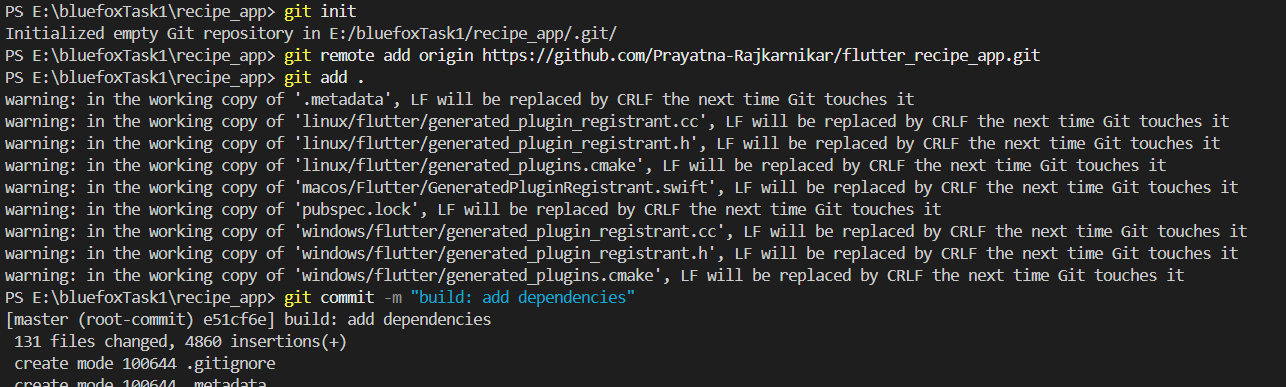 PS E:\bluefoxTask1\recipe_app> git init
Initialized empty Git repository in E:/bluefoxTask1/recipe_app/.git/
PS E:\bluefoxTask1\recipe_app> git remote add origin https://github.com/Prayatna-Rajkarnikar/flutter_recipe_app.git
PS E:\bluefoxTask1\recipe_app> git add .
warning: in the working copy of '.metadata', LF will be replaced by CRLF the next time Git touches it
warning: in the working copy of 'linux/flutter/generated_plugin_registrant.cc', LF will be replaced by CRLF the next time Git touches it
warning: in the working copy of 'linux/flutter/generated_plugin_registrant.h', LF will be replaced by CRLF the next time Git touches it
warning: in the working copy of 'linux/flutter/generated_plugins.cmake', LF will be replaced by CRLF the next time Git touches it
warning: in the working copy of 'macos/Flutter/GeneratedPluginRegistrant.swift', LF will be replaced by CRLF the next time Git touches it
warning: in the working copy of 'pubspec.lock', LF will be replaced by CRLF the next time Git touches it
warning: in the working copy of 'windows/flutter/generated_plugin_registrant.cc', LF will be replaced by CRLF the next time Git touches it
warning: in the working copy of 'windows/flutter/generated_plugin_registrant.h', LF will be replaced by CRLF the next time Git touches it
warning: in the working copy of 'windows/flutter/generated_plugins.cmake', LF will be replaced by CRLF the next time Git touches it
PS E:\bluefoxTask1\recipe_app> git commit -m "build: add dependencies"
[master (root-commit) e51cf6e] build: add dependencies
 131 files changed, 4860 insertions(+)
 create mode 100644 .gitignore
 create mode 100644 .metadata